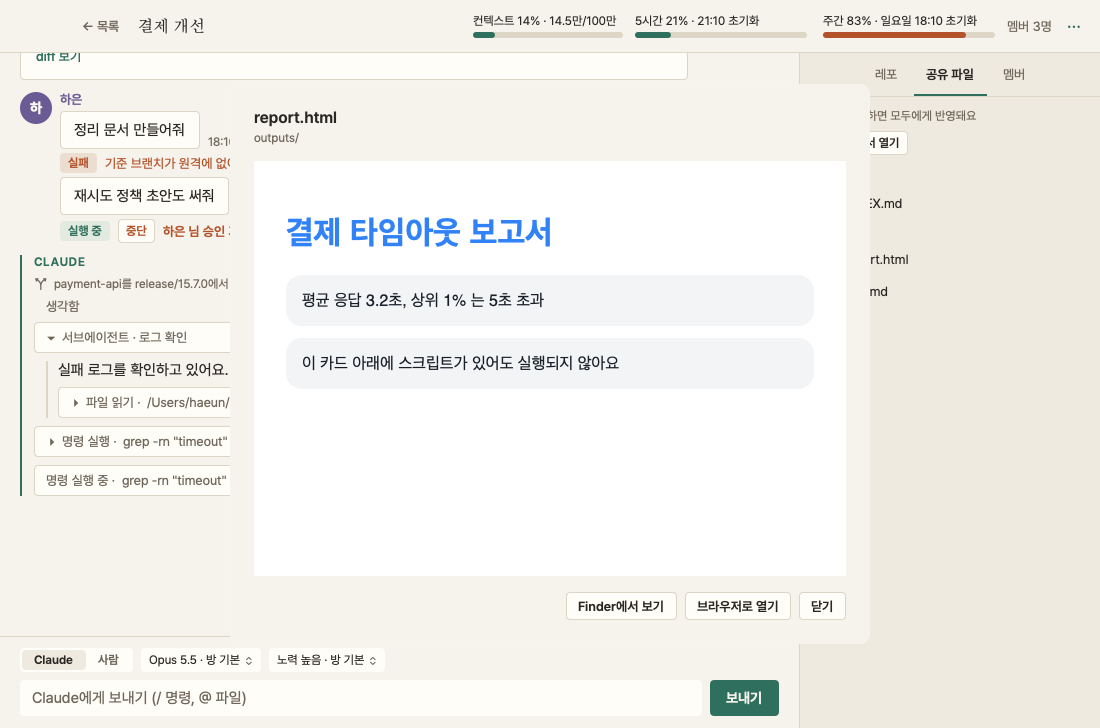 ← 목록
결제 개선
컨텍스트 14% · 14.5만/100만
5시간 21% · 21:10 초기화
주간 83% · 일요일 18:10 초기화
멤버 3명
···
diff 보기
하
하은
정리 문서 만들어줘
실패
기준 브랜치가 원격에
재시도 정책 초안도 써줘
실행 중
중단
하은 님 승인
CLAUDE
payment-api를 release/15.7.0에서
생각함
서브에이전트 · 로그 확인
실패 로그를 확인하고 있어요.
파일 읽기 · /Users/haeun/
명령 실행 · grep -rn "timeout"
명령 실행 중 · grep -rn "timeout"
report.html
outputs/
결제 타임아웃 보고서
평균 응답 3.2초, 상위 1% 는 5초 초과
이 카드 아래에 스크립트가 있어도 실행되지 않아요
Finder에서 보기
브라우저로 열기
닫기
레포
공유 파일
멤버
하면 모두에게 반영돼요
열기
EX.md
rt.html
md
Claude
사람
Opus 5.5 · 방 기본
노력 높음 · 방 기본
Claude에게 보내기 (/ 명령, @ 파일)
보내기